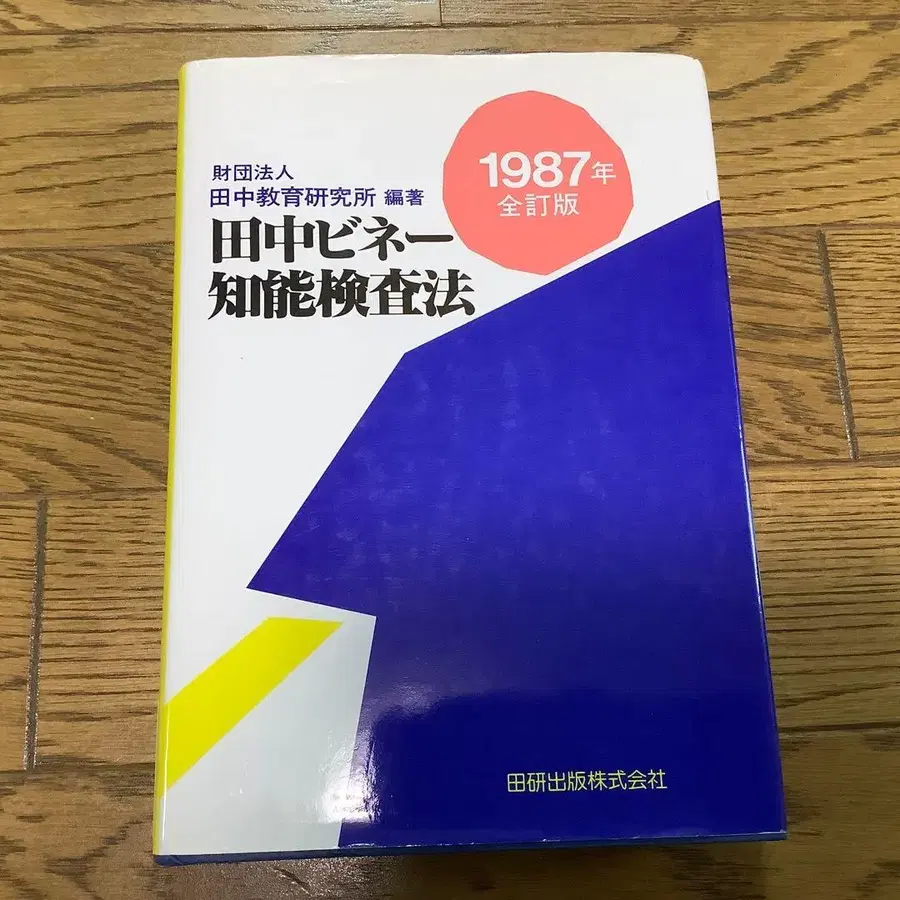 1987年
全訂版
財団法人
田中教育研究所 編著
田中ビネー
知能検査法
田研出版株式会社